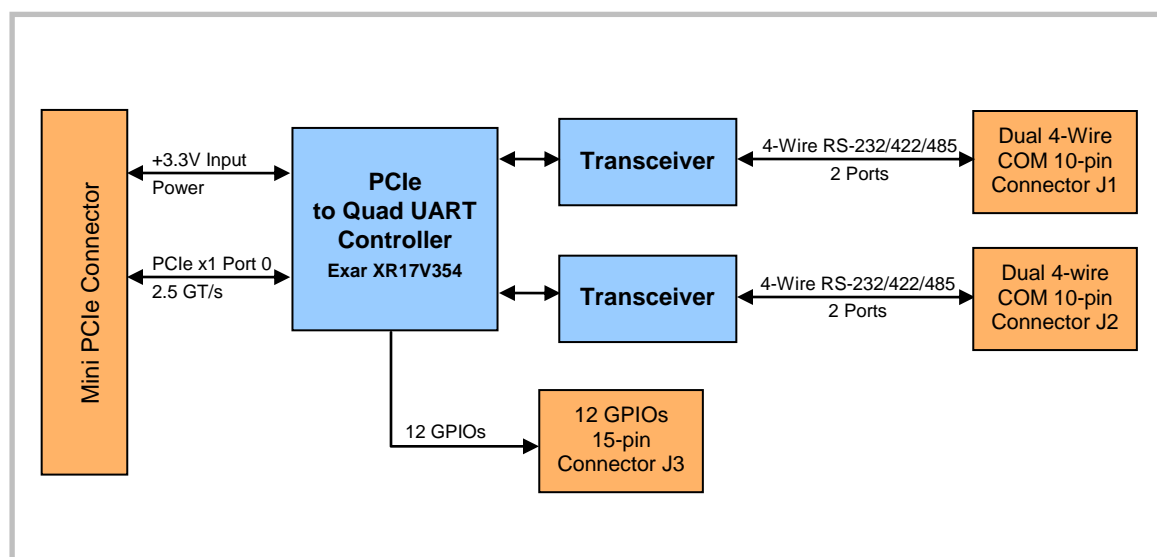 Mini PCIe Connector
+3.3V Input
Power
PCIe x1 Port 0
2.5 GT/s
PCIe
to Quad UART
Controller
Exar XR17V354
Transceiver
4-Wire RS-232/422/485
2 Ports
Dual 4-Wire
COM 10-pin
Connector J1
Transceiver
4-Wire RS-232/422/485
2 Ports
Dual 4-wire
COM 10-pin
Connector J2
12 GPIOs
12 GPIOs
15-pin
Connector J3